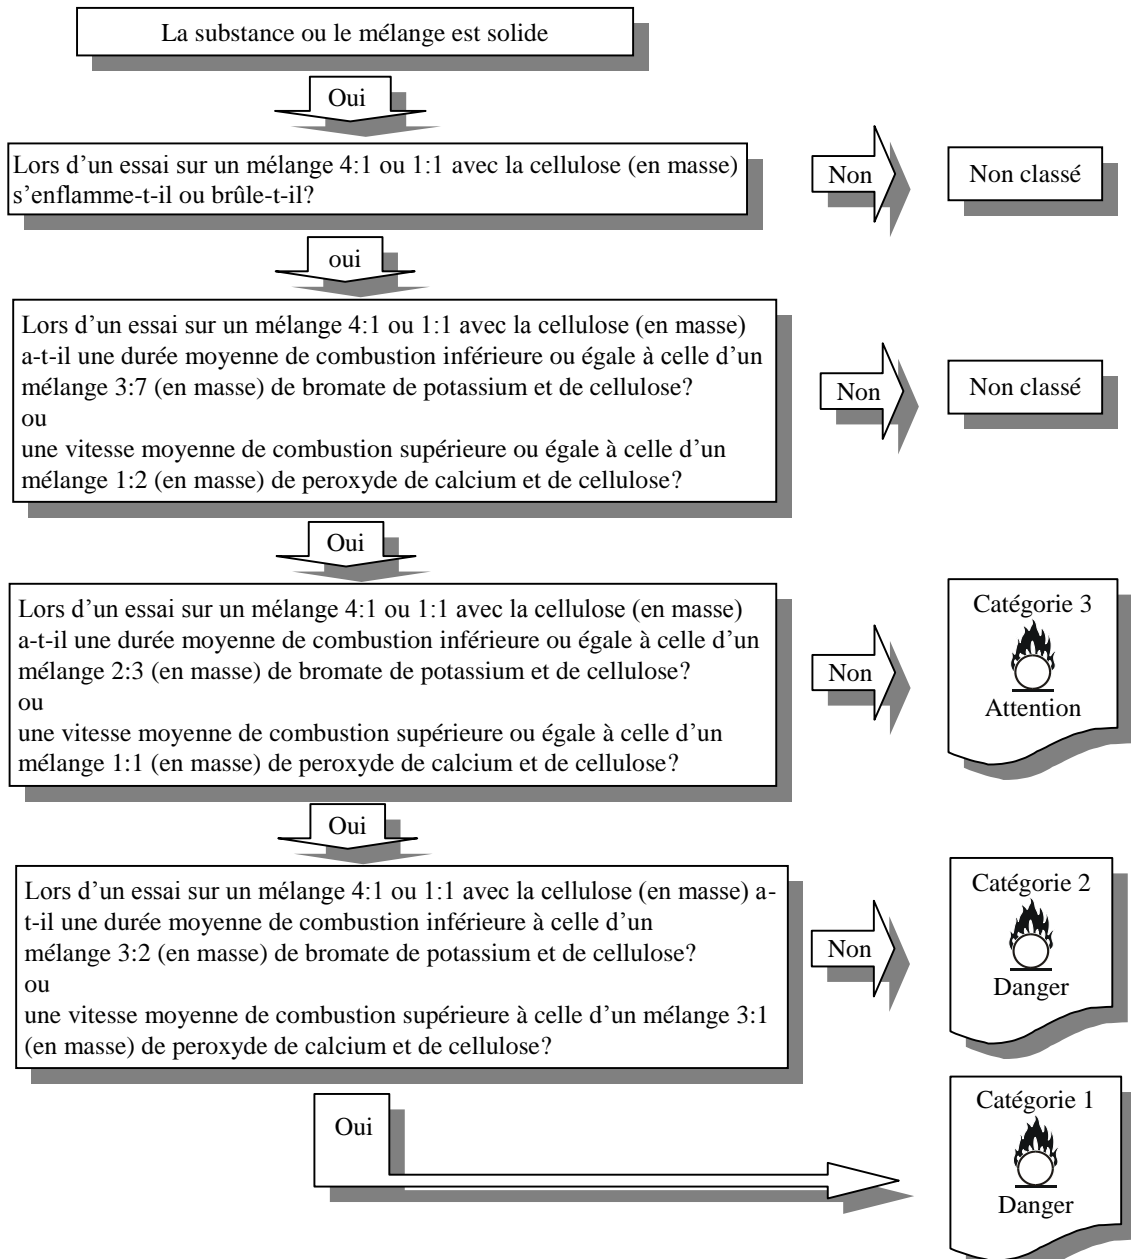 La substance ou le mélange est solide
Oui
Lors d'un essai sur un mélange 4:1 ou 1:1 avec la cellulose (en masse)
s'enflamme-t-il ou brûle-t-il?
Non
Non classé
oui
Lors d'un essai sur un mélange 4:1 ou 1:1 avec la cellulose (en masse)
a-t-il une durée moyenne de combustion inférieure ou égale à celle d'un
mélange 3:7 (en masse) de bromate de potassium et de cellulose?
ou
une vitesse moyenne de combustion supérieure ou égale à celle d'un
mélange 1:2 (en masse) de peroxyde de calcium et de cellulose?
Non
Non classé
Oui
Lors d'un essai sur un mélange 4:1 ou 1:1 avec la cellulose (en masse)
a-t-il une durée moyenne de combustion inférieure ou égale à celle d'un
mélange 2:3 (en masse) de bromate de potassium et de cellulose?
ou
une vitesse moyenne de combustion supérieure ou égale à celle d'un
mélange 1:1 (en masse) de peroxyde de calcium et de cellulose?
Non
Catégorie 3
Attention
Oui
Lors d'un essai sur un mélange 4:1 ou 1:1 avec la cellulose (en masse) a-
t-il une durée moyenne de combustion inférieure à celle d'un
mélange 3:2 (en masse) de bromate de potassium et de cellulose?
ou
une vitesse moyenne de combustion supérieure à celle d'un mélange 3:1
(en masse) de peroxyde de calcium et de cellulose?
Non
Catégorie 2
Danger
Oui
Catégorie 1
Danger